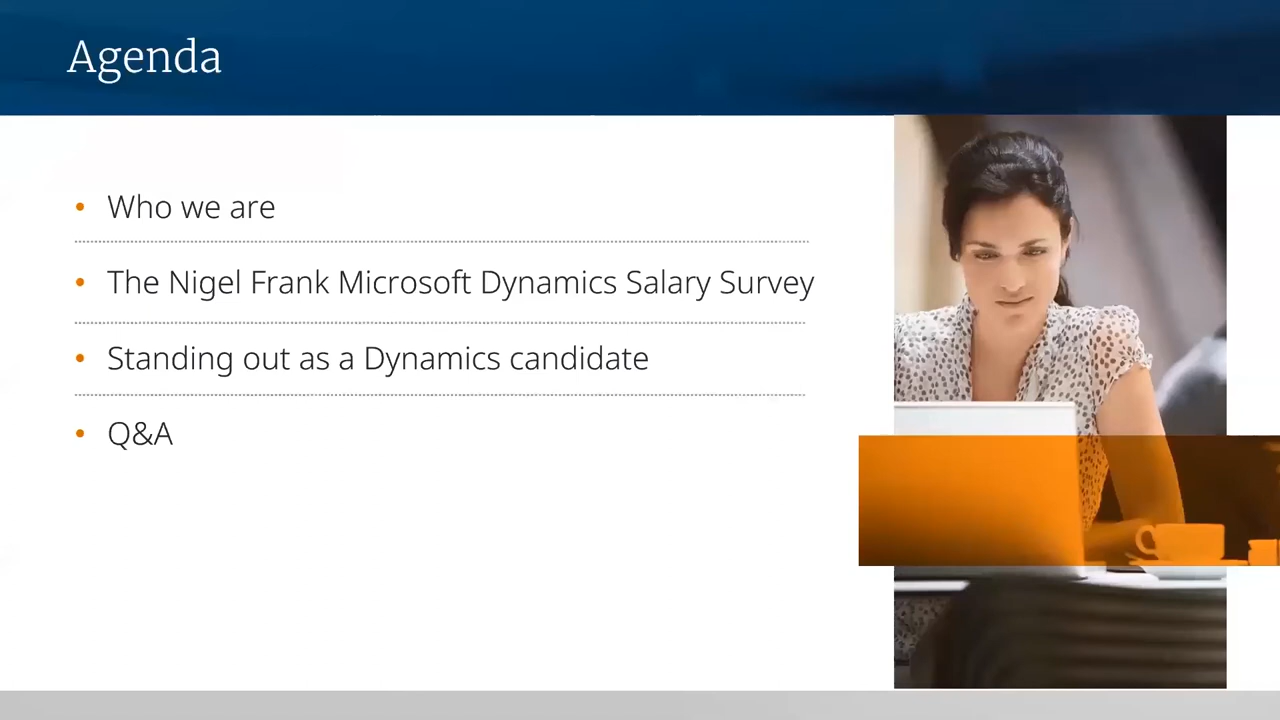 Agenda
• Who we are
• The Nigel Frank Microsoft Dynamics Salary Survey
• Standing out as a Dynamics candidate
• Q&A